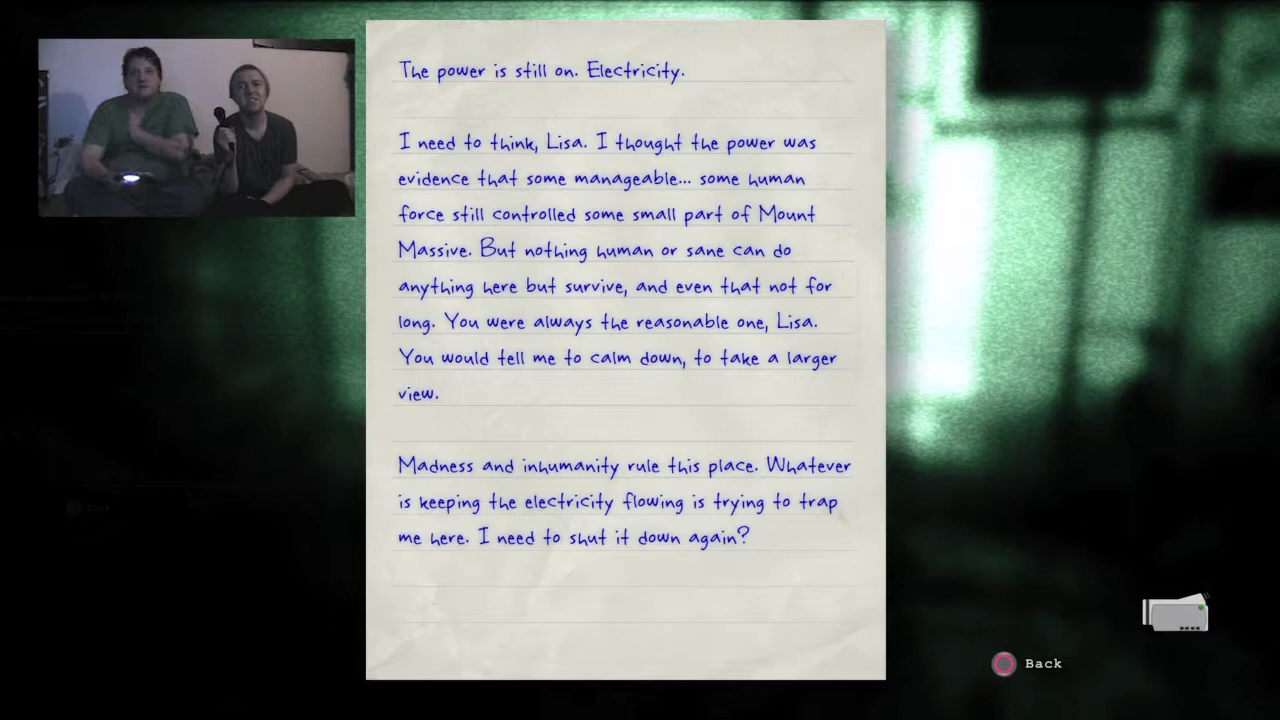 The power is still on. Electricity.
I need to think, Lisa. I thought the power was
evidence that some manageable... some human
force still controlled some small part of Mount
Massive. But nothing human or sane can do
anything here but survive, and even that not for
long. You were always the reasonable one, Lisa.
You would tell me to calm down, to take a larger
view.
Madness and inhumanity rule this place. Whatever
is keeping the electricity flowing is trying to trap
me here. I need to shut it down again?
Back